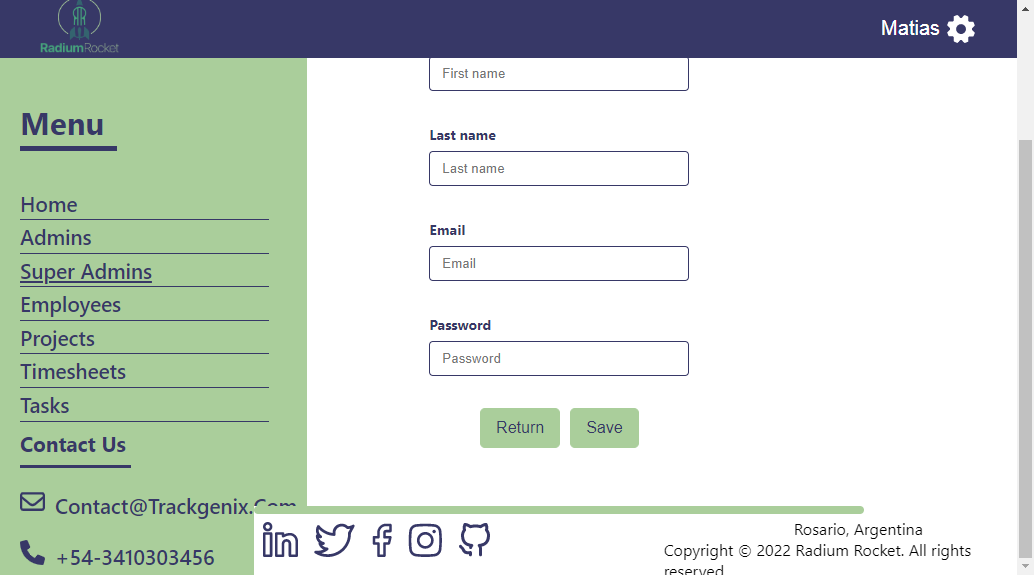 RadiumRocket
Matias
Menu
Home
Admins
Super Admins
Employees
Projects
Timesheets
Tasks
Contact Us
Contact@Trackgenix.Com
+54-3410303456
First name
Last name
Last name
Email
Email
Password
Password
Return Save
Rosario, Argentina
Copyright © 2022 Radium Rocket. All rights
reserved